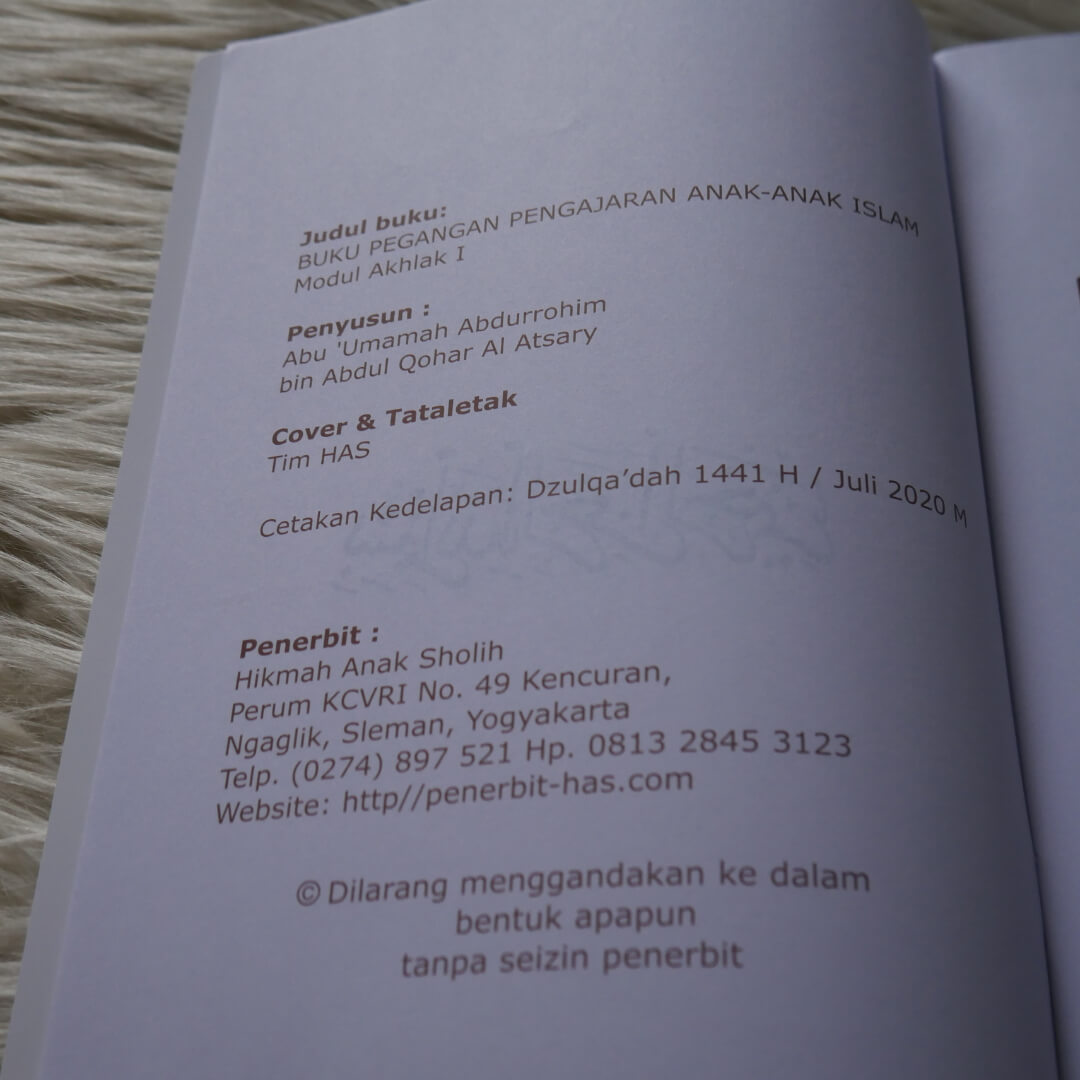 Judul buku:
BUKU PEGANGAN PENGAJARAN ANAK-ANAK ISLAM
Modul Akhlak I
Penyusun :
Abu 'Umamah Abdurrohim
bin Abdul Qohar Al Atsary
Cover & Tataletak
Tim HAS
Cetakan Kedelapan: Dzulqa’dah 1441 H / Juli 2020 M
Penerbit :
Hikmah Anak Sholih
Perum KCVRI No. 49 Kencuran,
Ngaglik, Sleman, Yogyakarta
Telp. (0274) 897 521 Hp. 0813 2845 3123
Website: http//penerbit-has.com
© Dilarang menggandakan ke dalam
bentuk apapun
tanpa seizin penerbit